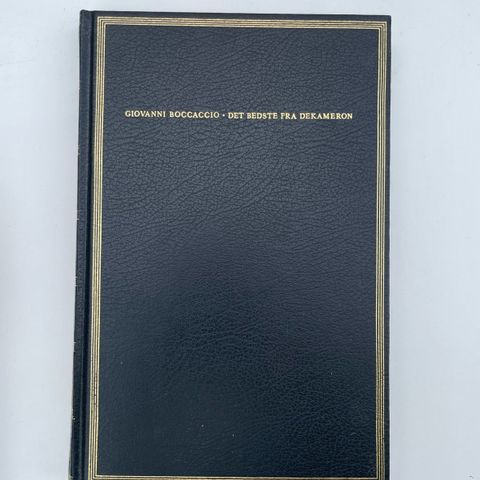 GIOVANNI BOCCACCIO · DET BEDSTE FRA DEKAMERON